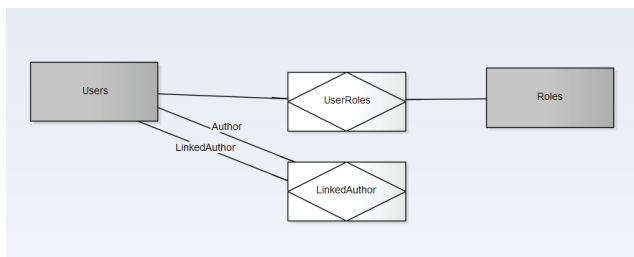 Users
UserRoles
Roles
Author
LinkedAuthor
LinkedAuthor